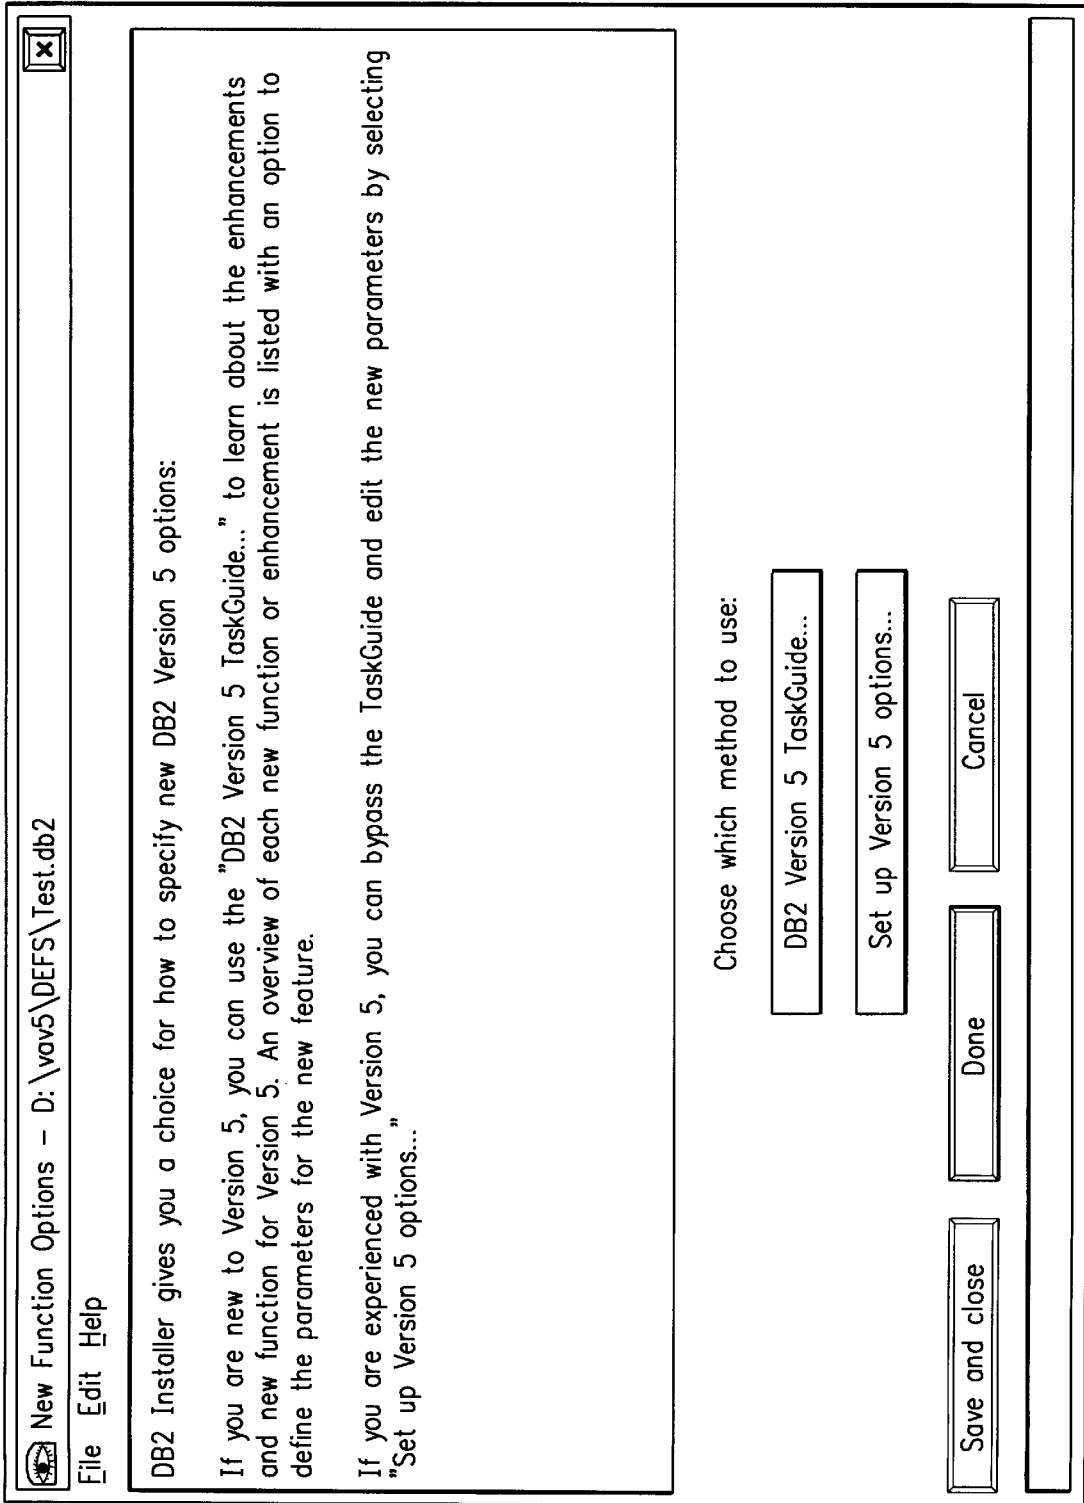 New Function Options – D:\vav5\DEFS\Test.db2
File Edit Help
DB2 Installer gives you a choice for how to specify new DB2 Version 5 options:
If you are new to Version 5, you can use the "DB2 Version 5 TaskGuide..." to learn about the enhancements
and new function for Version 5. An overview of each new function or enhancement is listed with an option to
define the parameters for the new feature.
If you are experienced with Version 5, you can bypass the TaskGuide and edit the new parameters by selecting
"Set up Version 5 options..."
Choose which method to use:
DB2 Version 5 TaskGuide...
Set up Version 5 options...
Save and close
Done
Cancel